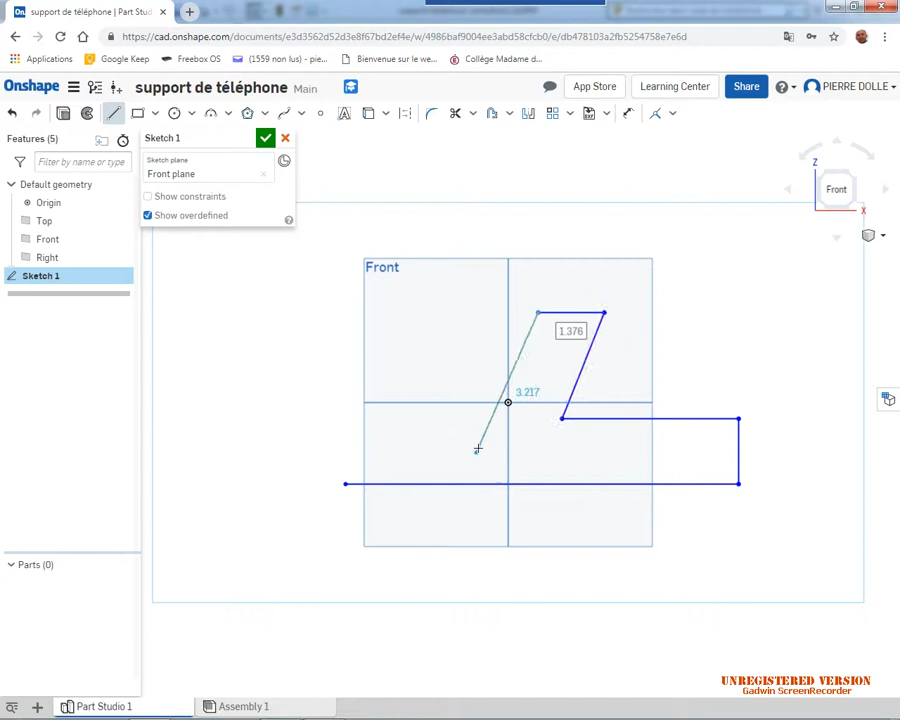 support de téléphone | Part Studio
https://cad.onshape.com/documents/e3d3562d52d3e8f67bd2ef4e/w/4986baf9004ee3abd58cfcb0/e/db478103a2fb5254758e7e6d
Applications
Google Keep
Freebox OS
(1559 non lus) - pie...
Bienvenue sur le we...
Collège Madame d...
Onshape
support de téléphone
Main
App Store
Learning Center
Share
PIERRE DOLLE
Features (5)
Sketch 1
Filter by name or type
Sketch plane
Front plane
Default geometry
Show constraints
Origin
Show overdefined
Top
Front
Right
Sketch 1
Front
Z
X
Front
1.376
3.217
Parts (0)
UNREGISTERED VERSION
Gadwin ScreenRecorder
Part Studio 1
Assembly 1